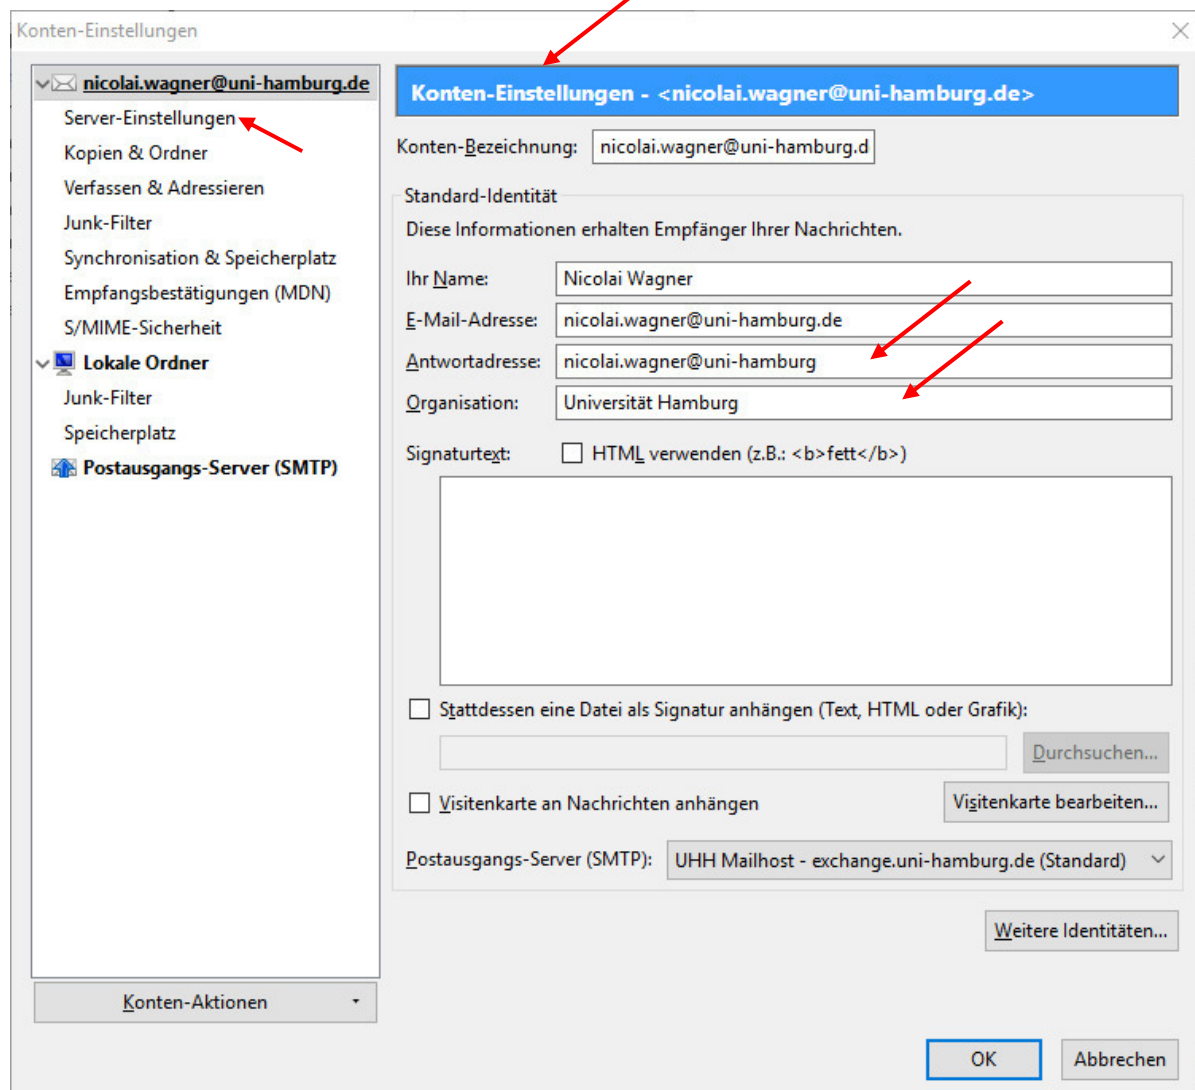 Konten-Einstellungen
nicolai.wagner@uni-hamburg.de
Server-Einstellungen
Kopien & Ordner
Verfassen & Adressieren
Junk-Filter
Synchronisation & Speicherplatz
Empfangsbestätigungen (MDN)
S/MIME-Sicherheit
Lokale Ordner
Junk-Filter
Speicherplatz
Postausgangs-Server (SMTP)
Konten-Aktionen
Konten-Einstellungen - <nicolai.wagner@uni-hamburg.de>
Konten-Bezeichnung: nicolai.wagner@uni-hamburg.d
Standard-Identität
Diese Informationen erhalten Empfänger Ihrer Nachrichten.
Ihr Name: Nicolai Wagner
E-Mail-Adresse: nicolai.wagner@uni-hamburg.de
Antwortadresse: nicolai.wagner@uni-hamburg
Organisation: Universität Hamburg
Signaturtext: HTML verwenden (z.B.: <b>fett</b>)
Stattdessen eine Datei als Signatur anhängen (Text, HTML oder Grafik):
Durchsuchen...
Visitenkarte an Nachrichten anhängen Visitenkarte bearbeiten...
Postausgangs-Server (SMTP): UHH Mailhost - exchange.uni-hamburg.de (Standard)
Weitere Identitäten...
OK Abbrechen